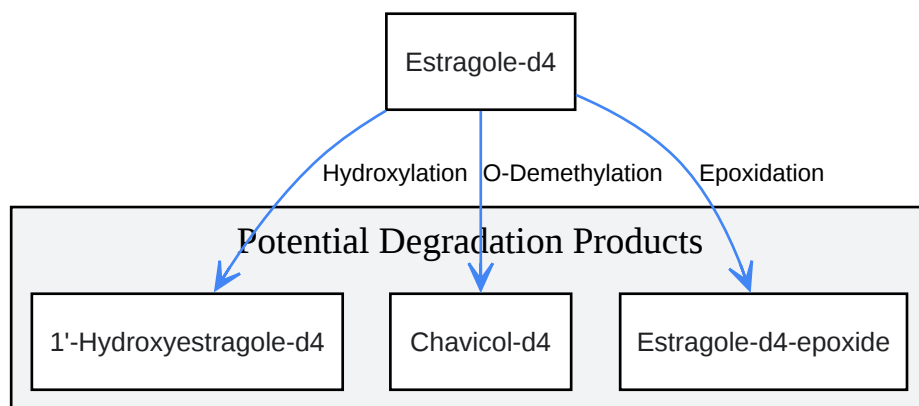 Estragole-d4
Hydroxylation
O-Demethylation
Epoxidation
Potential Degradation Products
1'-Hydroxyestragole-d4
Chavicol-d4
Estragole-d4-epoxide